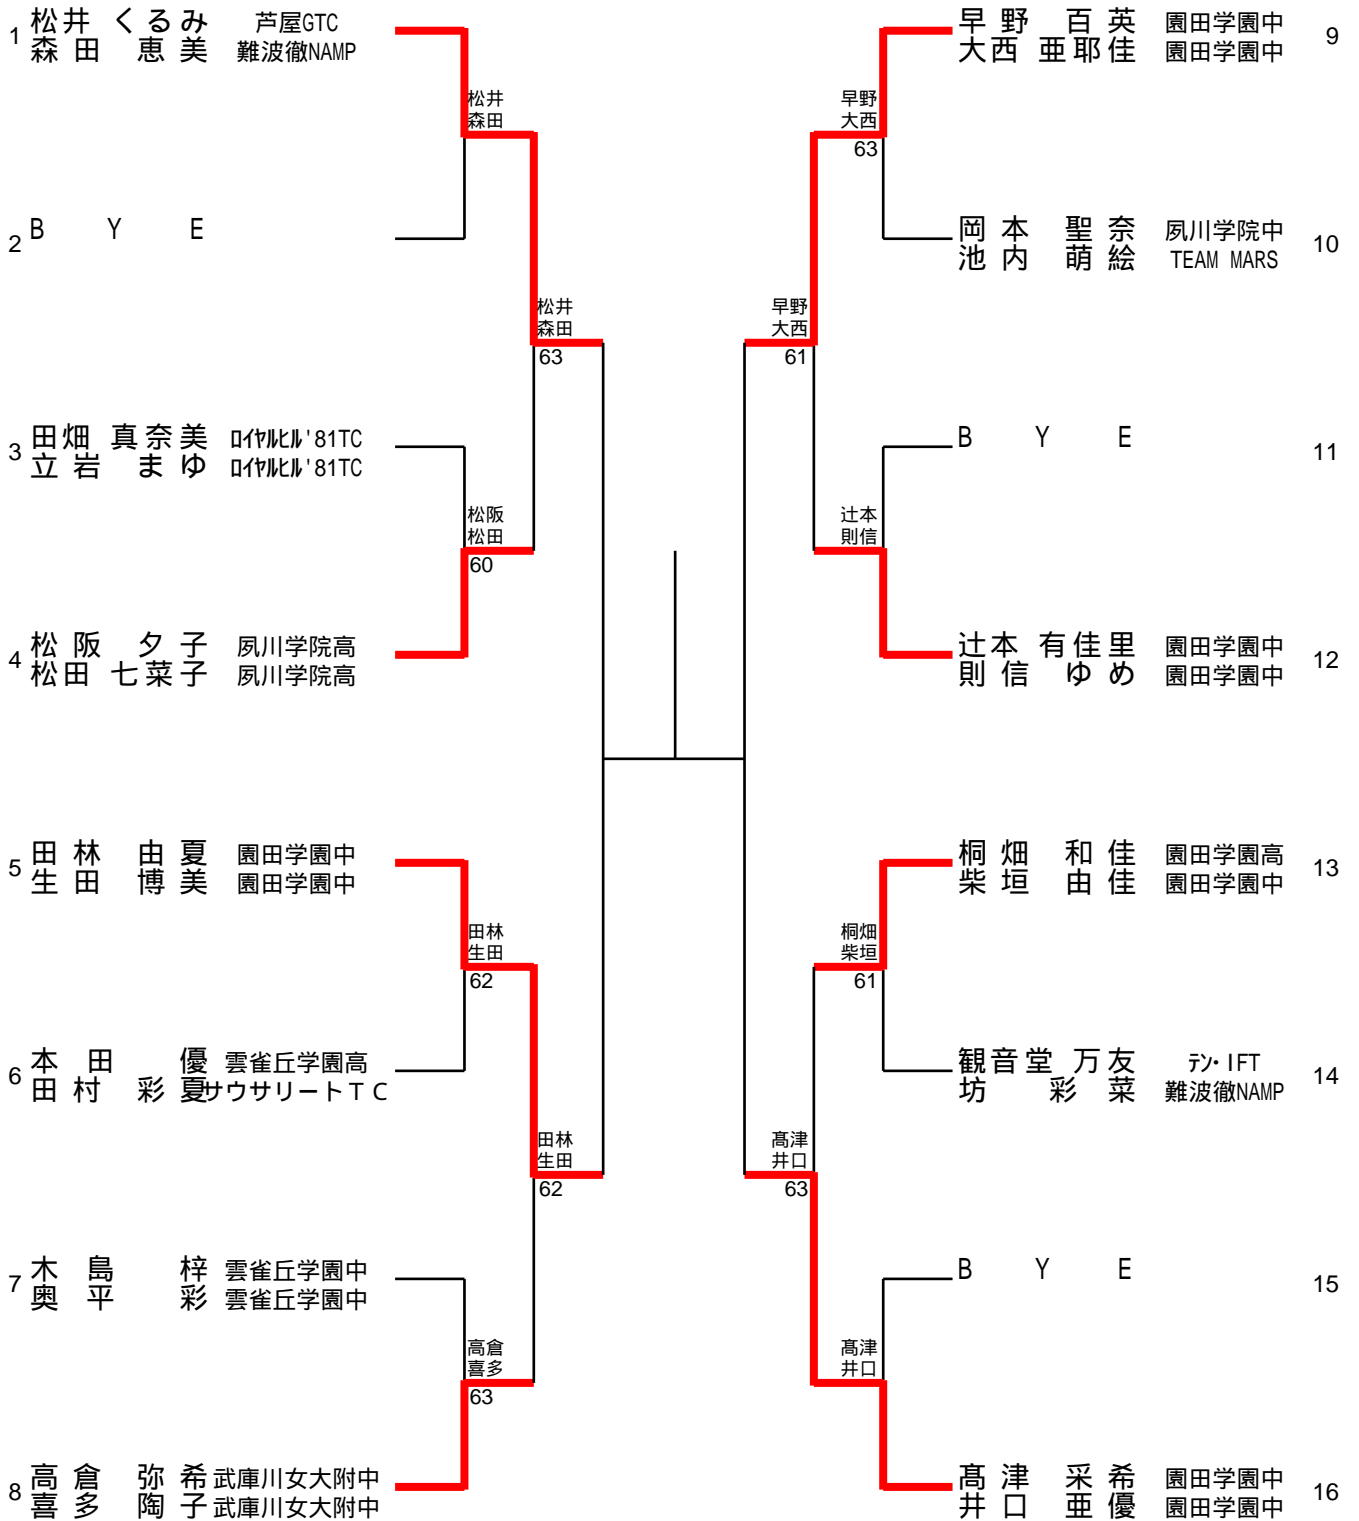 1 松井 くるみ 芦屋GTC
森田 恵美 難波徹NAMP
松井
森田
2 B Y E
松井
森田
63
3 田畑 真奈美 ロイヤルヒル'81TC
立岩 まゆ ロイヤルヒル'81TC
松阪
松田
60
4 松阪 夕子 夙川学院高
松田 七菜子 夙川学院高
5 田林 由夏 園田学園中
生田 博美 園田学園中
田林
生田
62
6 本田 優 雲雀丘学園高
田村 彩夏 サウサリートTC
田林
生田
62
7 木島 梓 雲雀丘学園中
奥平 彩 雲雀丘学園中
高倉
喜多
63
8 高倉 弥希 武庫川女大附中
喜多 陶子 武庫川女大附中
早野 百英 園田学園中 9
大西 亜耶佳 園田学園中
早野
大西
63
岡本 聖奈 夙川学院中 10
池内 萌絵 TEAM MARS
早野
大西
61
B Y E 11
辻本
則信
辻本 有佳里 園田学園中 12
則信 ゆめ 園田学園中
桐畑 和佳 園田学園高 13
柴垣 由佳 園田学園中
桐畑
柴垣
61
観音堂 万友 テン・IFT 14
坊 彩菜 難波徹NAMP
髙津
井口
63
B Y E 15
髙津
井口
髙津 采希 園田学園中 16
井口 亜優 園田学園中